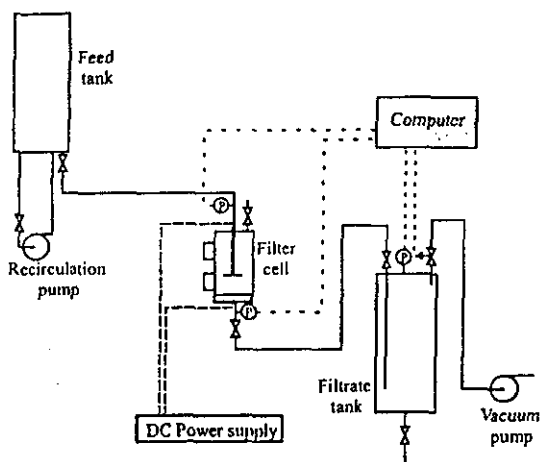 Feed
tank
Computer
P
Filter
cell
P
P
Recirculation
pump
Filtrate
tank
Vacuum
pump
DC Power supply